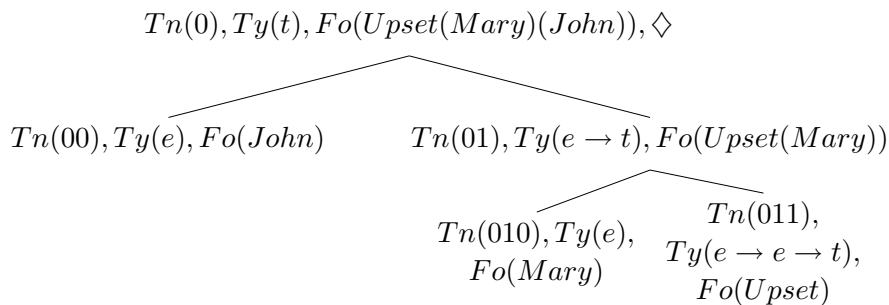 Tn(0), Ty(t), Fo(Upset(Mary)(John)), ♢
Tn(00), Ty(e), Fo(John)
Tn(01), Ty(e → t), Fo(Upset(Mary))
Tn(010), Ty(e),
Fo(Mary)
Tn(011),
Ty(e → e → t),
Fo(Upset)